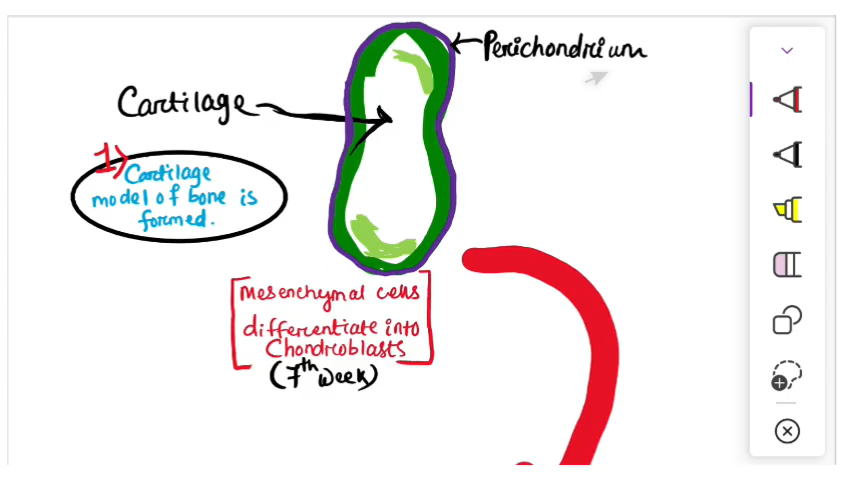 Perichondrium
Cartilage
1) Cartilage
model of bone is
formed.
Mesenchymal cells
differentiate into
Chondroblasts
(7th week)